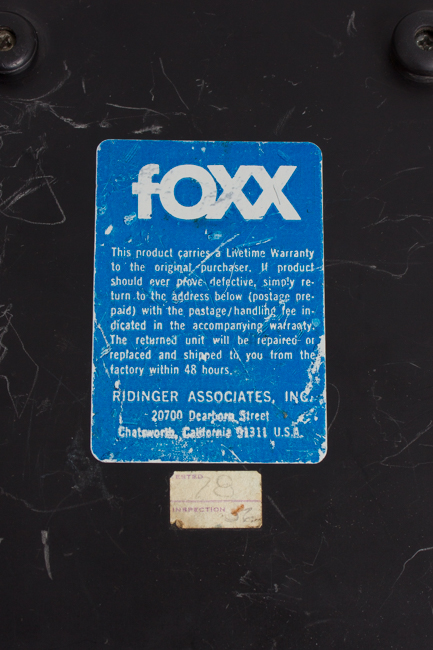 foxx
This product carries a Lifetime Warranty
to the original purchaser. If product
should ever prove defective, simply re-
turn to the address below (postage pre-
paid) with the postage/handling fee in-
dicated in the accompanying warranty.
The returned unit will be repaired or
replaced and shipped to you from the
factory within 48 hours.
RIDINGER ASSOCIATES, INC.
20700 Dearborn Street
Chatsworth, California 91311 U.S.A.
TESTED
INSPECTION